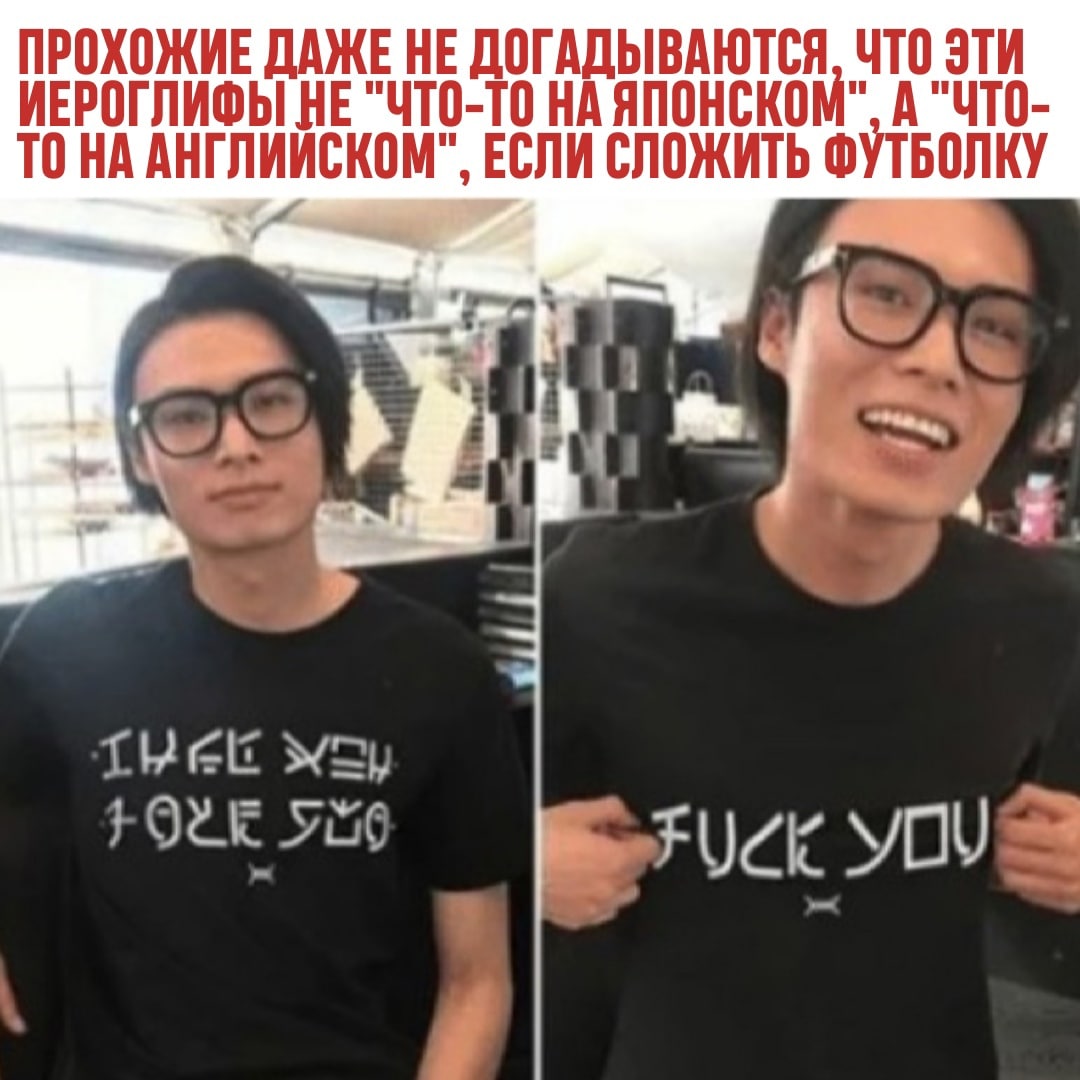 ПРОХОЖИЕ ДАЖЕ НЕ ДОГАДЫВАЮТСЯ, ЧТО ЭТИ
ИЕРОГЛИФЫ НЕ "ЧТО-ТО НА ЯПОНСКОМ", А "ЧТО-
ТО НА АНГЛИЙСКОМ", ЕСЛИ СЛОЖИТЬ ФУТБОЛКУ
FUCK YOU